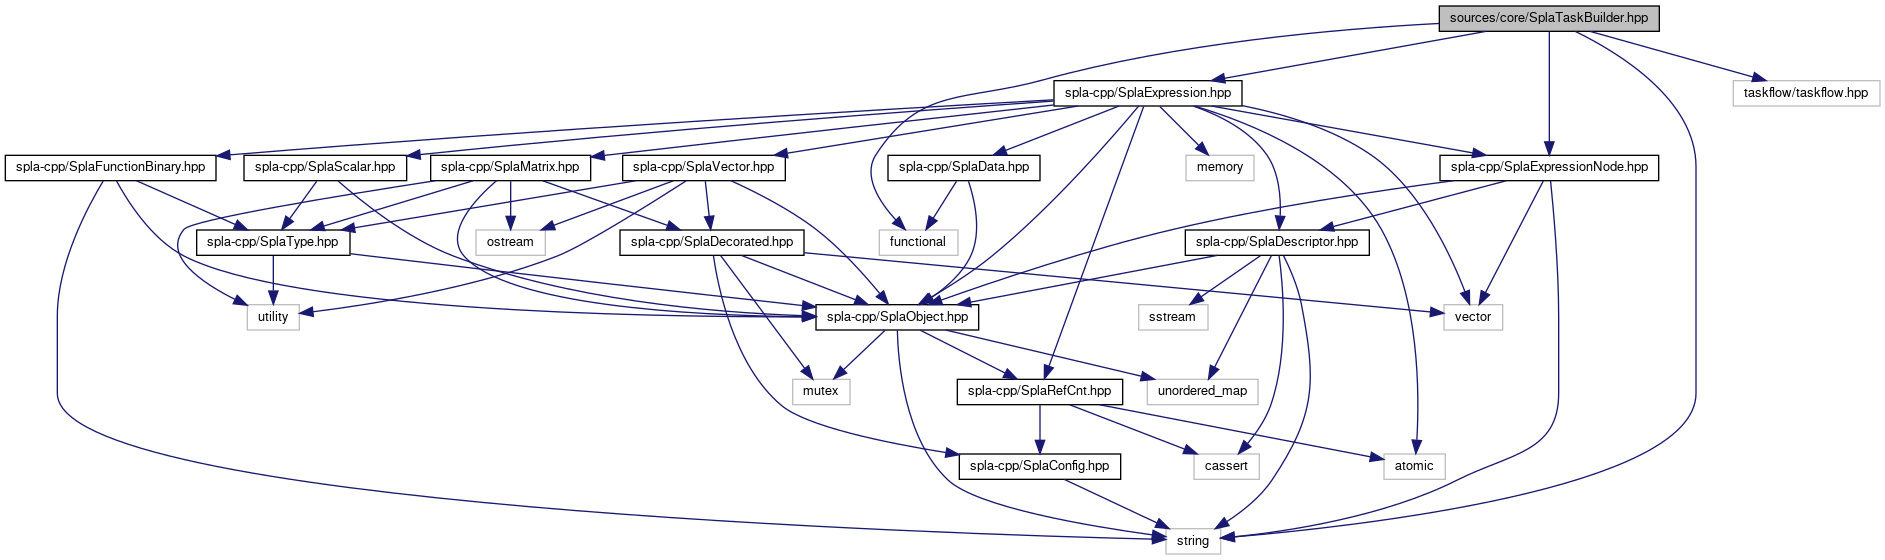 sources/core/SplaTaskBuilder.hpp
spla-cpp/SplaExpression.hpp
taskflow/taskflow.hpp
spla-cpp/SplaFunctionBinary.hpp
spla-cpp/SplaScalar.hpp
spla-cpp/SplaMatrix.hpp
spla-cpp/SplaVector.hpp
spla-cpp/SplaData.hpp
memory
spla-cpp/SplaExpressionNode.hpp
spla-cpp/SplaType.hpp
ostream
spla-cpp/SplaDecorated.hpp
functional
spla-cpp/SplaDescriptor.hpp
utility
spla-cpp/SplaObject.hpp
sstream
vector
mutex
spla-cpp/SplaRefCnt.hpp
unordered_map
spla-cpp/SplaConfig.hpp
cassert
atomic
string